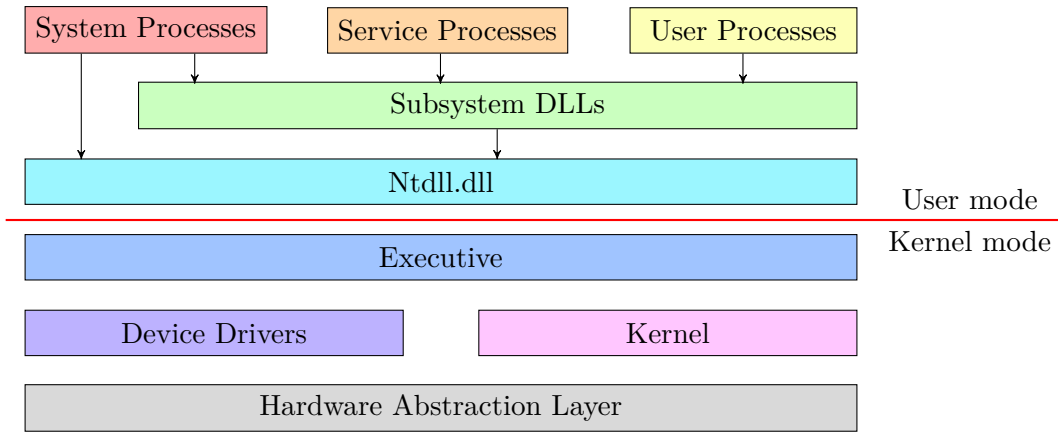 System Processes
Service Processes
User Processes
Subsystem DLLs
Ntdll.dll
User mode
Kernel mode
Executive
Device Drivers
Kernel
Hardware Abstraction Layer